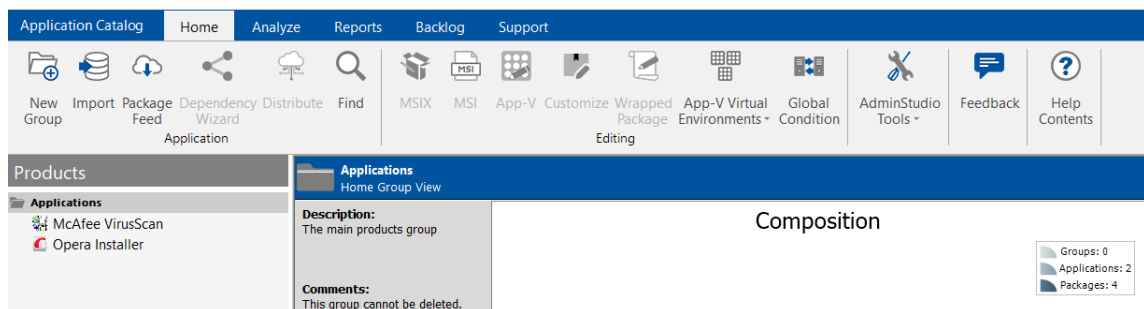 Application Catalog Home Analyze Reports Backlog Support
New Group Import Package Feed Dependency Wizard Distribute Find MSIX MSI App-V Customize Wrapped Package App-V Virtual Environments Global Condition AdminStudio Tools Feedback Help Contents
MSI
Application Editing
Products
Applications
McAfee VirusScan
Opera Installer
Applications
Home Group View
Description:
The main products group
Comments:
This group cannot be deleted.
Composition
Groups: 0
Applications: 2
Packages: 4